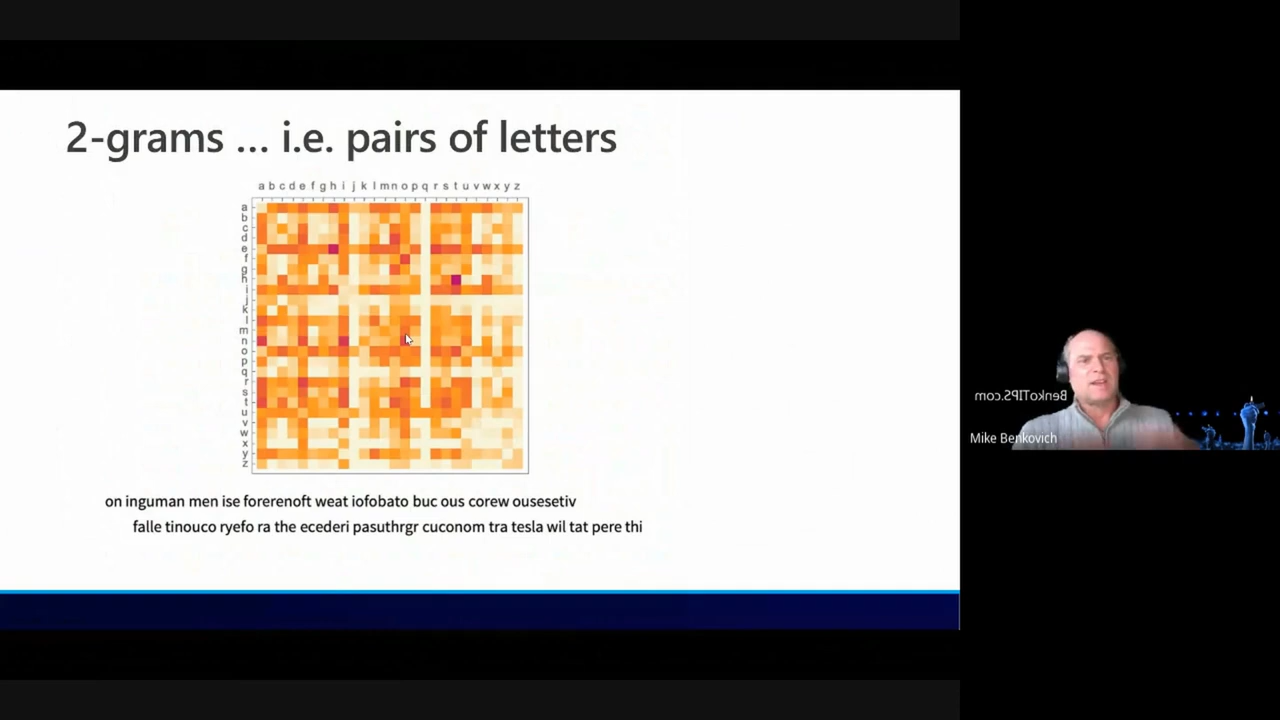 2-grams ... i.e. pairs of letters
a b c d e f g h i j k l m n o p q r s t u v w x y z
a
b
c
d
e
f
g
h
i
j
k
l
m
n
o
p
q
r
s
t
u
v
w
x
y
z
on inguman men ise forerenoft weat iofobato buc ous corew ousesetiv
falle tinouco ryefo ra the ecederi pasuthrgr cuconom tra tesla wil tat pere thi
BenkoTIPS.com
Mike Benkovich